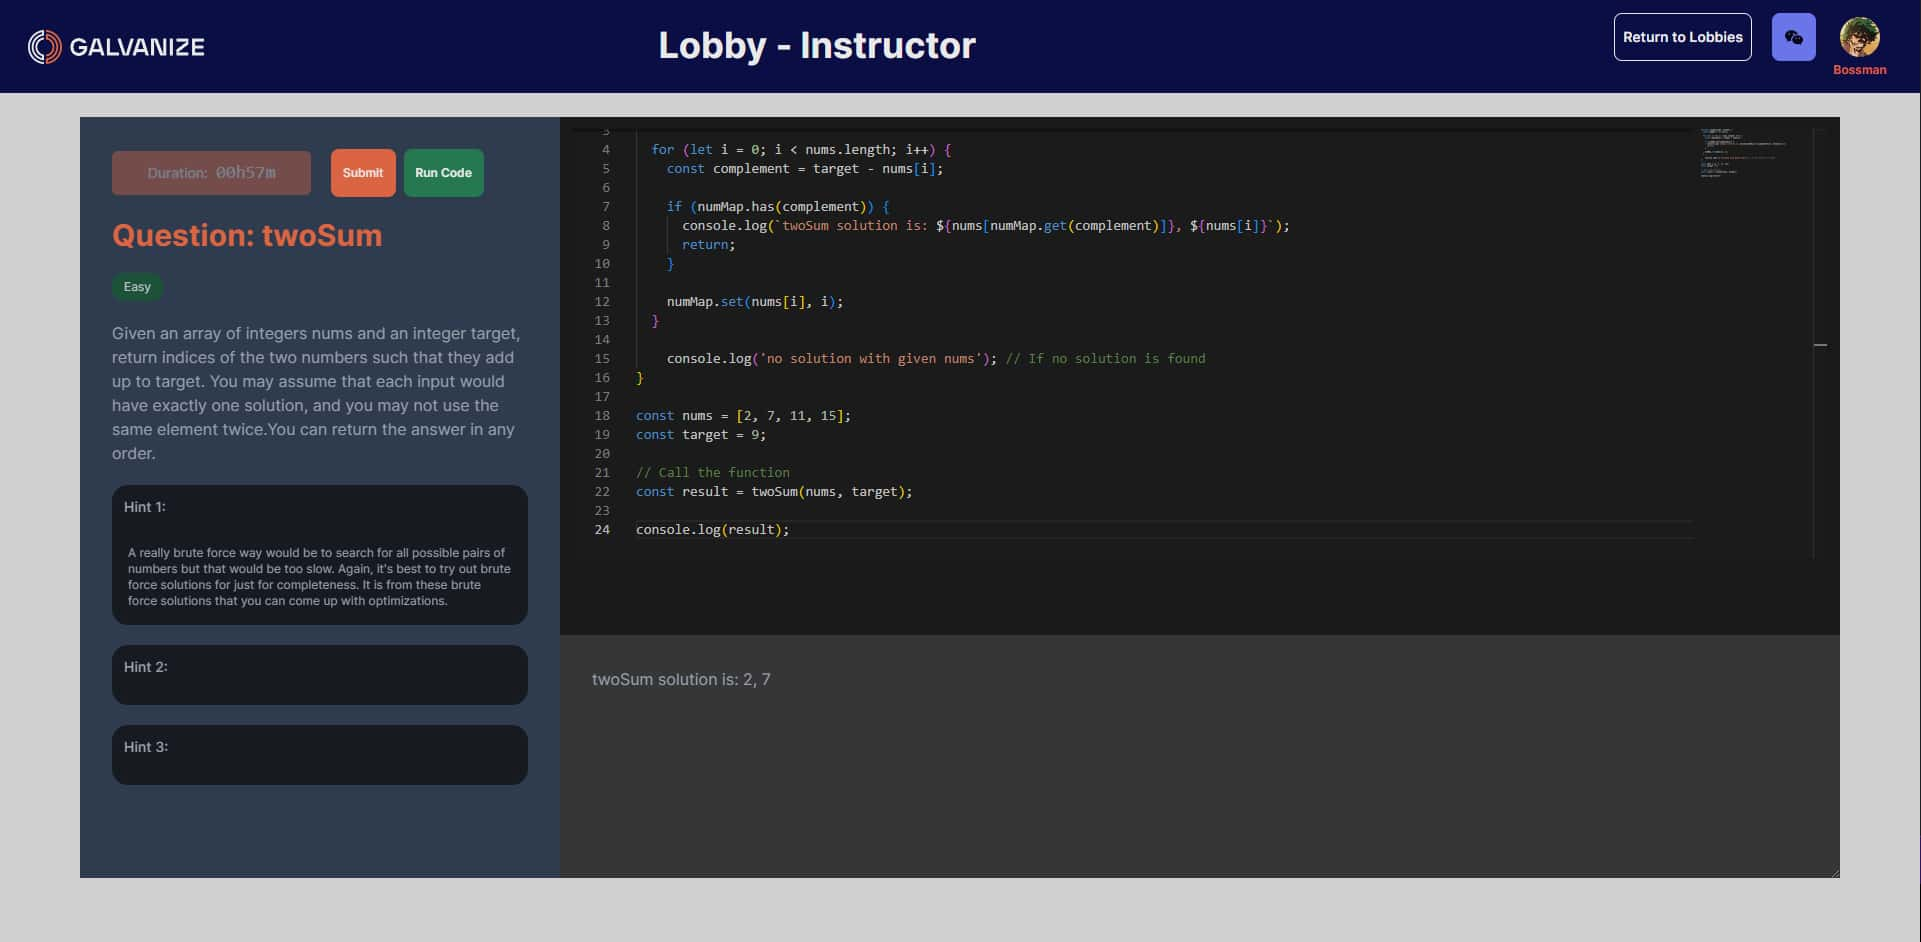 GALVANIZE
Lobby - Instructor
Return to Lobbies
Bossman
Duration: 00h57m
Submit
Run Code
Question: twoSum
Easy
Given an array of integers nums and an integer target,
return indices of the two numbers such that they add
up to target. You may assume that each input would
have exactly one solution, and you may not use the
same element twice.You can return the answer in any
order.
Hint 1:
A really brute force way would be to search for all possible pairs of
numbers but that would be too slow. Again, it's best to try out brute
force solutions for just for completeness. It is from these brute
force solutions that you can come up with optimizations.
Hint 2:
Hint 3:
3
4 for (let i = 0; i < nums.length; i++) {
5 const complement = target - nums[i];
6
7 if (numMap.has(complement)) {
8 console.log(`twoSum solution is: ${nums[numMap.get(complement)]}, ${nums[i]}`);
9 return;
10 }
11
12 numMap.set(nums[i], i);
13 }
14
15 console.log('no solution with given nums'); // If no solution is found
16 }
17
18 const nums = [2, 7, 11, 15];
19 const target = 9;
20
21 // Call the function
22 const result = twoSum(nums, target);
23
24 console.log(result);
twoSum solution is: 2, 7